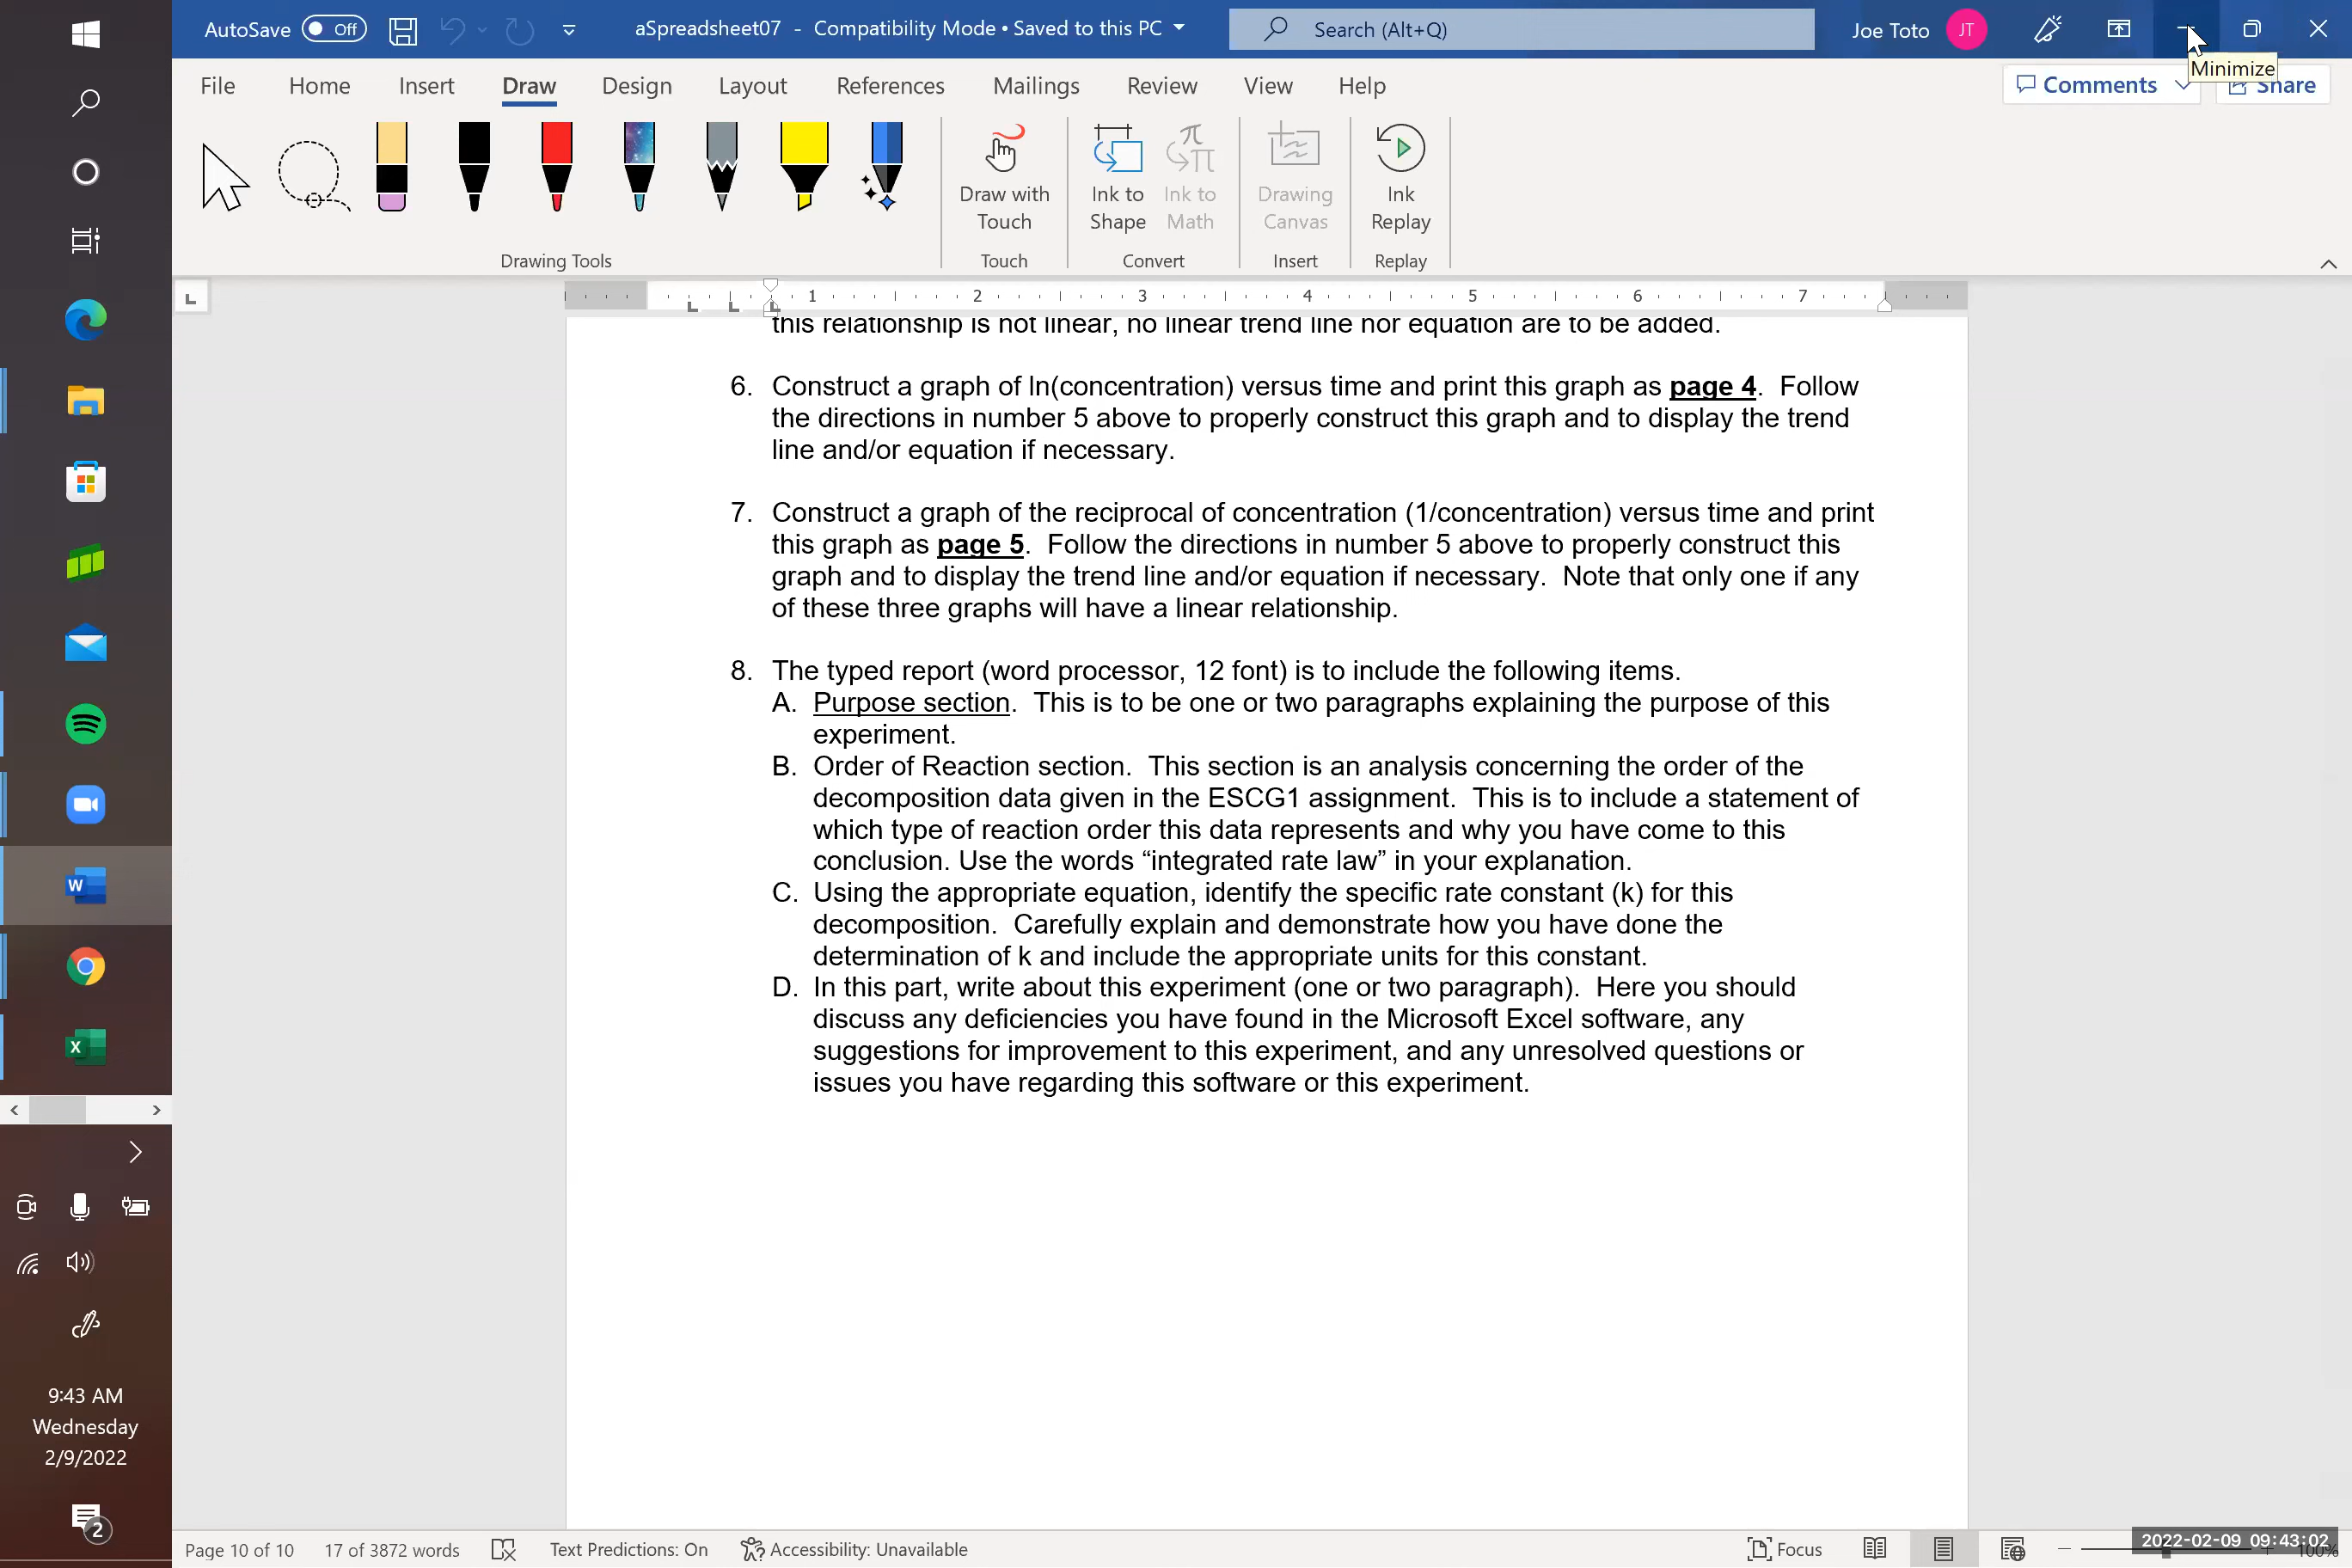 AutoSave Off aSpreadsheet07 - Compatibility Mode • Saved to this PC Search (Alt+Q) Joe Toto JT
Minimize
File Home Insert Draw Design Layout References Mailings Review View Help Comments Share
Draw with Touch
Ink to Shape
Ink to Math
Drawing Canvas
Ink Replay
Drawing Tools Touch Convert Insert Replay
1 2 3 4 5 6 7
this relationship is not linear, no linear trend line nor equation are to be added.
6. Construct a graph of ln(concentration) versus time and print this graph as page 4. Follow
the directions in number 5 above to properly construct this graph and to display the trend
line and/or equation if necessary.
7. Construct a graph of the reciprocal of concentration (1/concentration) versus time and print
this graph as page 5. Follow the directions in number 5 above to properly construct this
graph and to display the trend line and/or equation if necessary. Note that only one if any
of these three graphs will have a linear relationship.
8. The typed report (word processor, 12 font) is to include the following items.
A. Purpose section. This is to be one or two paragraphs explaining the purpose of this
experiment.
B. Order of Reaction section. This section is an analysis concerning the order of the
decomposition data given in the ESCG1 assignment. This is to include a statement of
which type of reaction order this data represents and why you have come to this
conclusion. Use the words “integrated rate law” in your explanation.
C. Using the appropriate equation, identify the specific rate constant (k) for this
decomposition. Carefully explain and demonstrate how you have done the
determination of k and include the appropriate units for this constant.
D. In this part, write about this experiment (one or two paragraph). Here you should
discuss any deficiencies you have found in the Microsoft Excel software, any
suggestions for improvement to this experiment, and any unresolved questions or
issues you have regarding this software or this experiment.
9:43 AM
Wednesday
2/9/2022
2
Page 10 of 10 17 of 3872 words Text Predictions: On Accessibility: Unavailable Focus 100%
2022-02-09 09:43:02